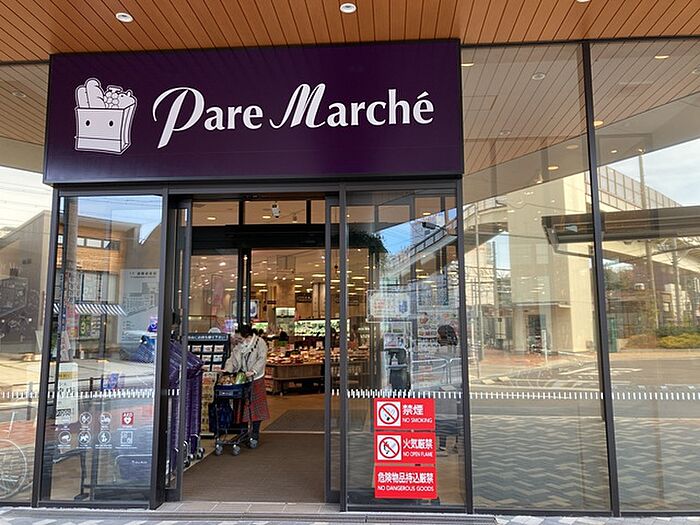 Pare Marché
AED
禁煙
NO SMOKING
火気厳禁
NO OPEN FLAME
危険物品持込厳禁
NO DANGEROUS GOODS